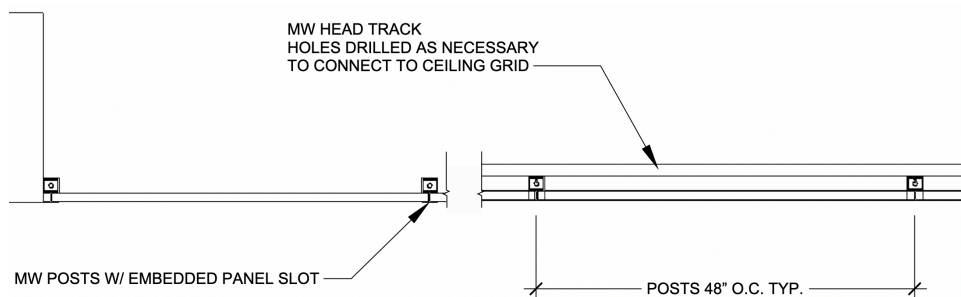 MW HEAD TRACK
HOLES DRILLED AS NECESSARY
TO CONNECT TO CEILING GRID
MW POSTS W/ EMBEDDED PANEL SLOT
POSTS 48" O.C. TYP.